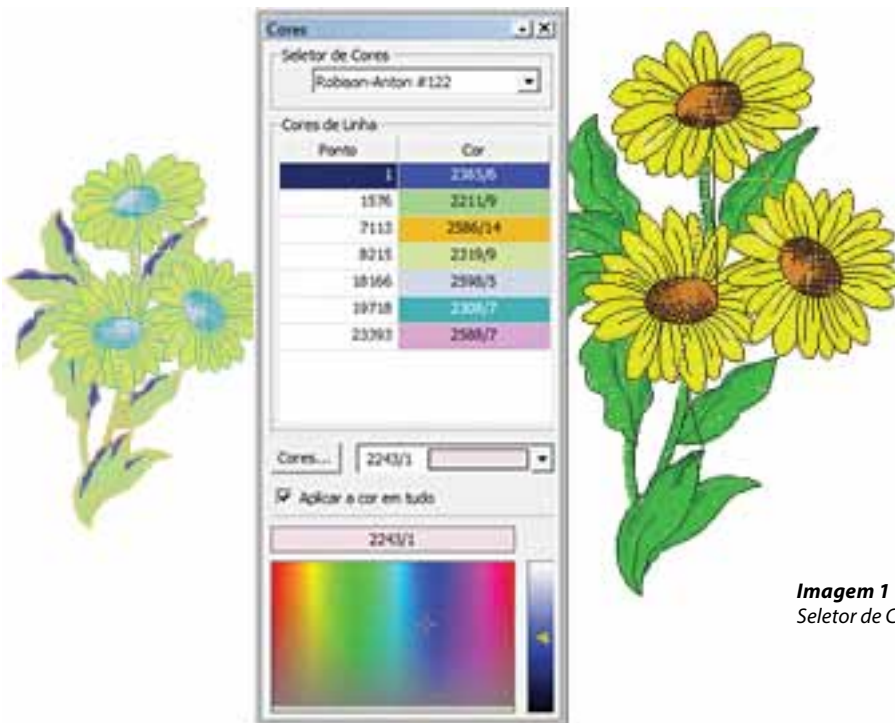 Cores
Seletor de Cores
Robison-Anton #122
Cores de Linha
Ponto Cor
1 2365/6
1576 2211/9
7113 2586/14
8215 2319/9
18166 2598/5
19718 2308/7
23393 2588/7
Cores... 2243/1
Aplicar a cor em tudo
2243/1
Imagem 1
Seletor de C